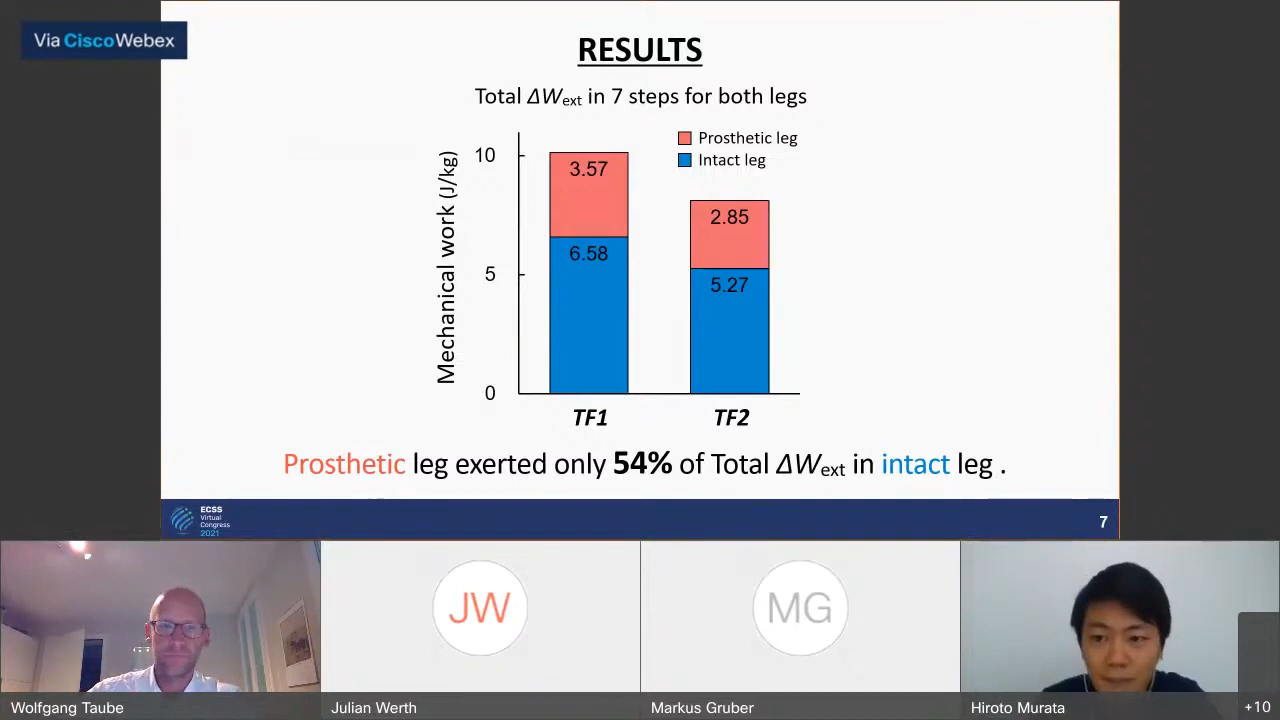 Via Cisco Webex
RESULTS
Total ΔWext in 7 steps for both legs
Prosthetic leg
Intact leg
Mechanical work (J/kg)
10
5
0
3.57
6.58
2.85
5.27
TF1
TF2
Prosthetic leg exerted only 54% of Total ΔWext in intact leg .
ECSS
Virtual
Congress
2021
7
JW
MG
Wolfgang Taube
Julian Werth
Markus Gruber
Hiroto Murata
+10